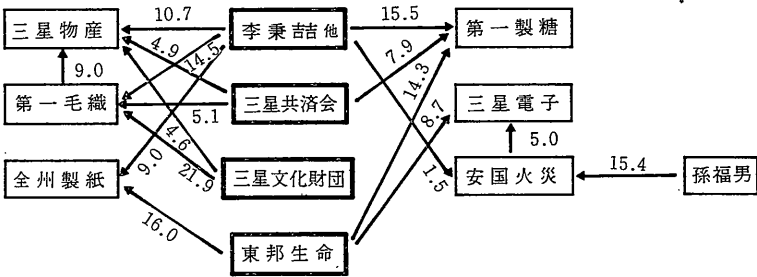 三星物産
10.7
李秉喆他
15.5
第一製糖
4.9
14.5
7.9
9.0
14.3
第一毛織
5.1
三星共済会
8.7
三星電子
4.6
5.0
全州製紙
9.0
21.9
三星文化財団
1.5
安国火災
15.4
孫福男
16.0
東邦生命